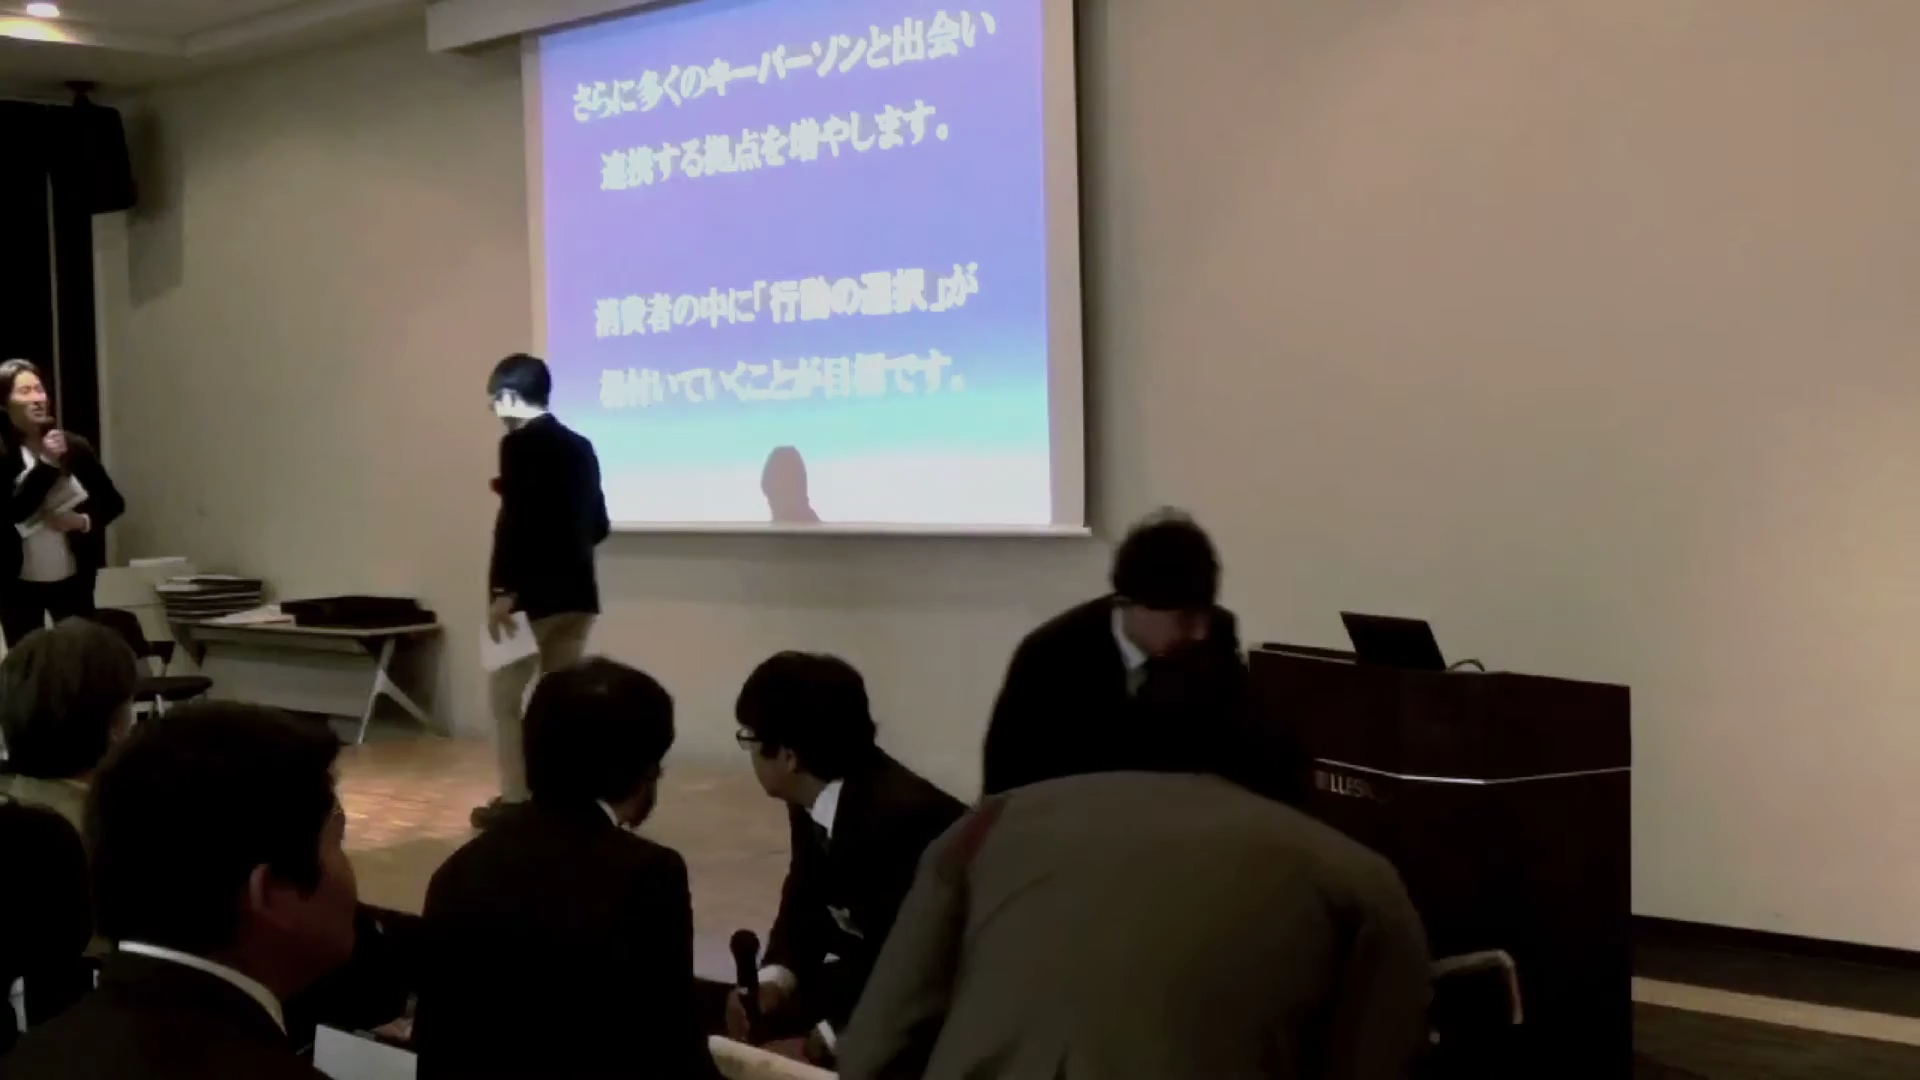 さらに多くのキーパーソンと出会い
連携する拠点を増やします。
消費者の中に「行動の選択」が
根付いていくことが目標です。